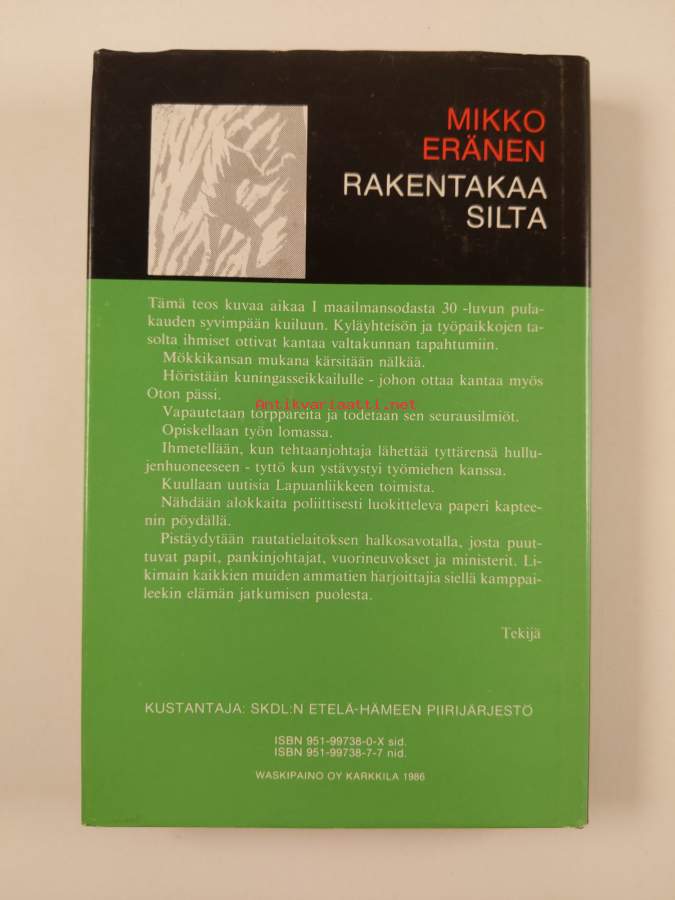 MIKKO
ERÄNEN
RAKENTAKAA
SILTA
Tämä teos kuvaa aikaa I maailmansodasta 30 -luvun pula-
kauden syvimpään kuiluun. Kyläyhteisön ja työpaikkojen ta-
solta ihmiset ottivat kantaa valtakunnan tapahtumiin.
Mökkikansan mukana kärsitään nälkää.
Höristään kuningasseikkailulle - johon ottaa kantaa myös
Oton pässi.
Antikvariaatti.net
Vapautetaan torppareita ja todetaan sen seurausilmiöt.
Opiskellaan työn lomassa.
Ihmetellään, kun tehtaanjohtaja lähettää tyttärensä hullu-
jenhuoneeseen - tyttö kun ystävystyi työmiehen kanssa.
Kuullaan uutisia Lapuanliikkeen toimista.
Nähdään alokkaita poliittisesti luokitteleva paperi kaptee-
nin pöydällä.
Pistäydytään rautatielaitoksen halkosavotalla, josta puut-
tuvat papit, pankinjohtajat, vuorineuvokset ja ministerit. Li-
kimain kaikkien muiden ammatien harjoittajia siellä kamppai-
leekin elämän jatkumisen puolesta.
Tekijä
KUSTANTAJA: SKDL:N ETELÄ-HÄMEEN PIIRIJÄRJESTÖ
ISBN 951-99738-0-X sid.
ISBN 951-99738-7-7 nid.
WASKIPAINO OY KARKKILA 1986